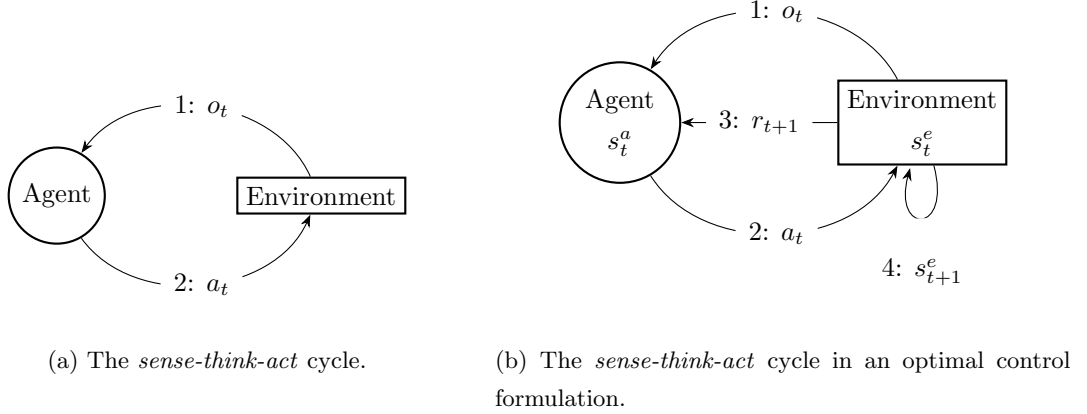 1: o_t
Agent
Environment
2: a_t
(a) The sense-think-act cycle.
1: o_t
Agent
s_t^a
3: r_{t+1}
Environment
s_t^e
2: a_t
4: s_{t+1}^e
(b) The sense-think-act cycle in an optimal control
formulation.